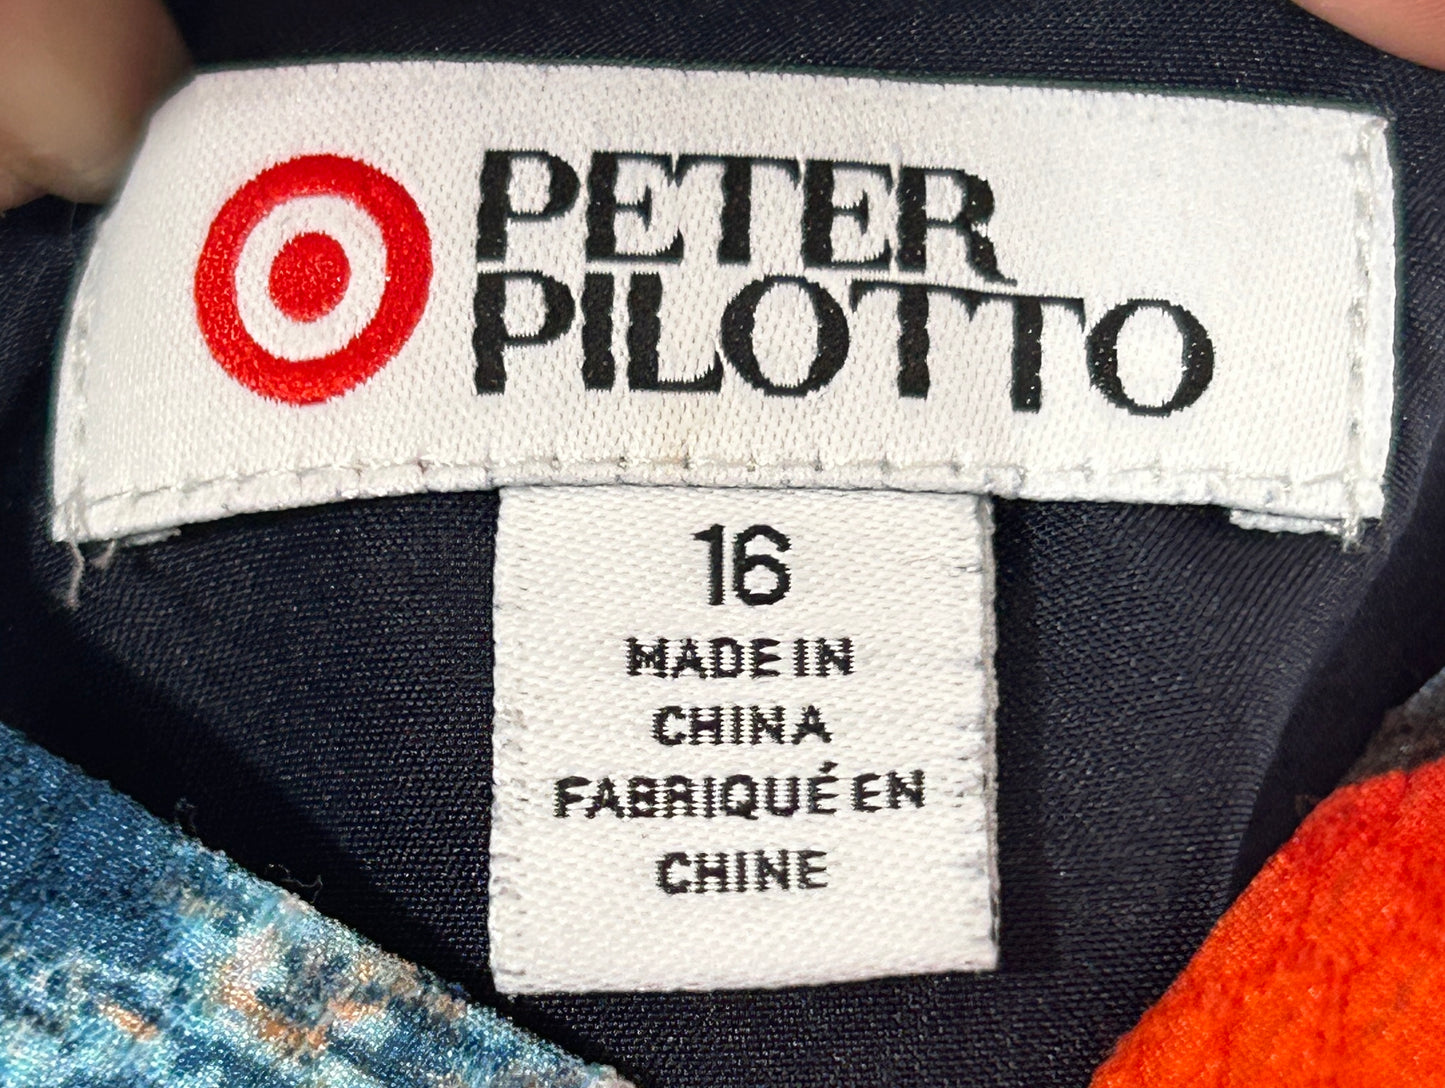 PETER
PILOTTO
16
MADE IN
CHINA
FABRIQUÉ EN
CHINE